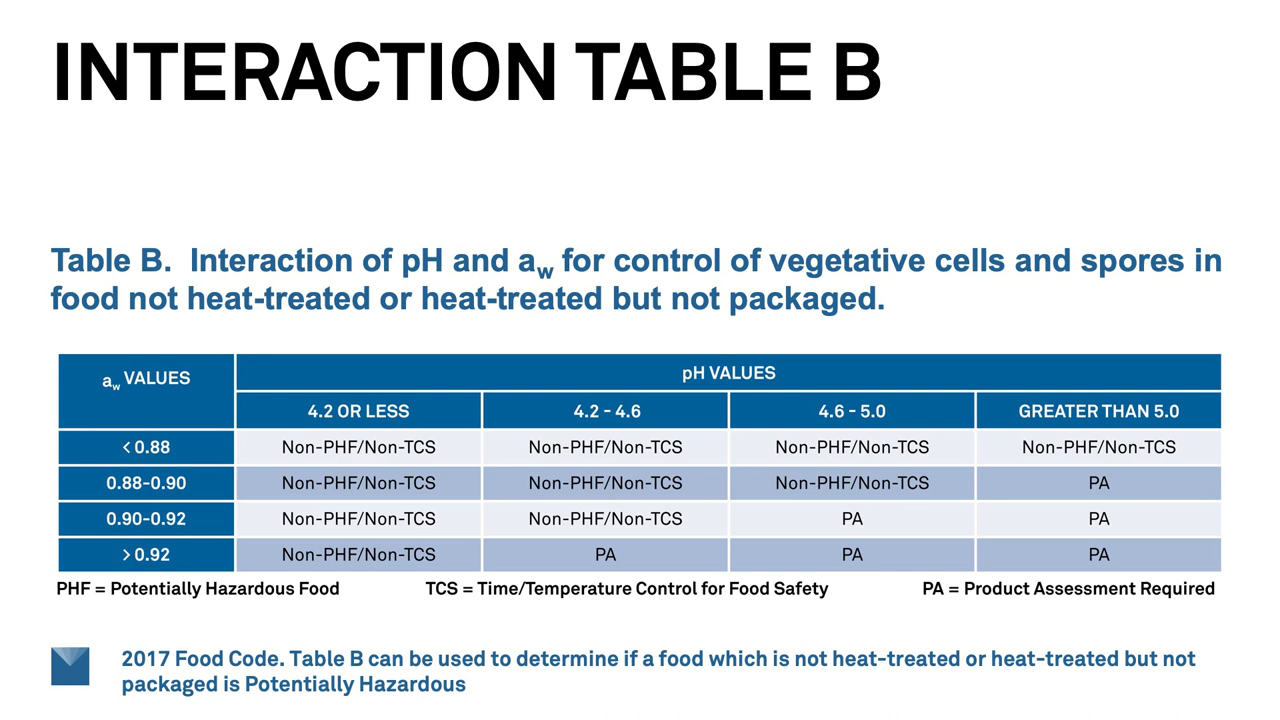 INTERACTION TABLE B
Table B. Interaction of pH and aw for control of vegetative cells and spores in
food not heat-treated or heat-treated but not packaged.
aw VALUES
pH VALUES
4.2 OR LESS 4.2 - 4.6 4.6 - 5.0 GREATER THAN 5.0
< 0.88 Non-PHF/Non-TCS Non-PHF/Non-TCS Non-PHF/Non-TCS Non-PHF/Non-TCS
0.88-0.90 Non-PHF/Non-TCS Non-PHF/Non-TCS Non-PHF/Non-TCS PA
0.90-0.92 Non-PHF/Non-TCS Non-PHF/Non-TCS PA PA
> 0.92 Non-PHF/Non-TCS PA PA PA
PHF = Potentially Hazardous Food TCS = Time/Temperature Control for Food Safety PA = Product Assessment Required
2017 Food Code. Table B can be used to determine if a food which is not heat-treated or heat-treated but not
packaged is Potentially Hazardous